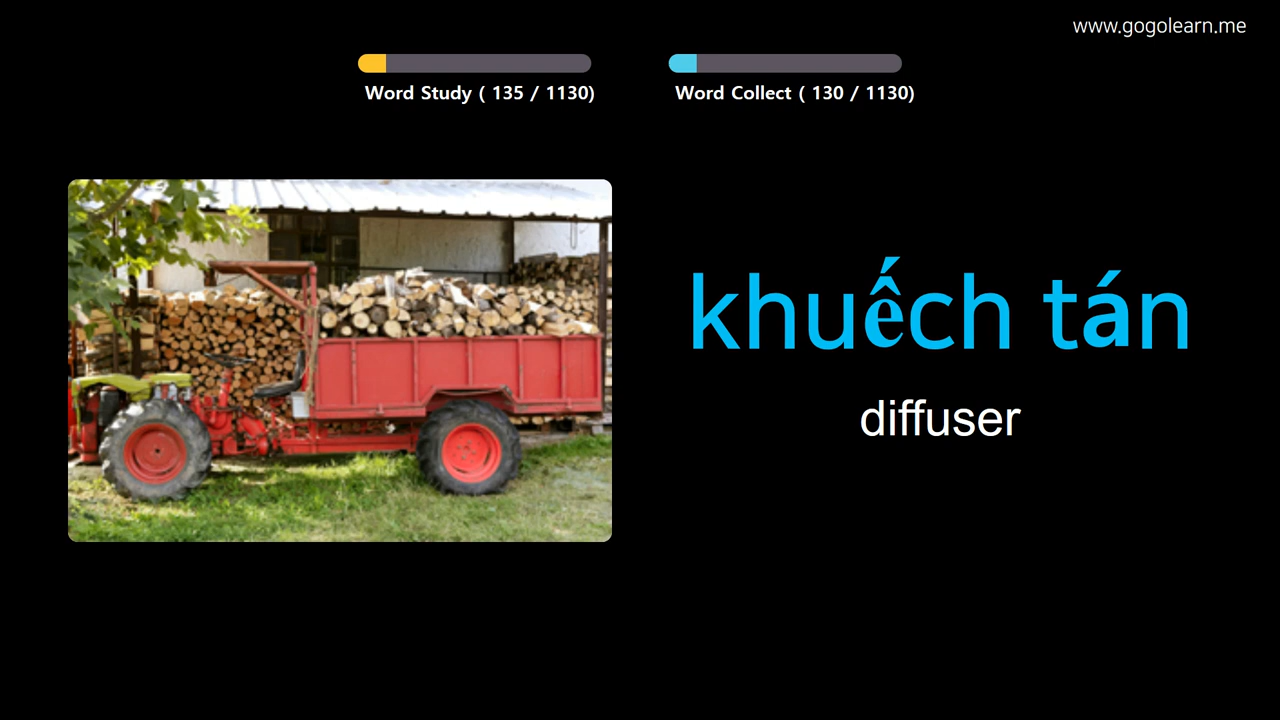 www.gogolearn.me
Word Study ( 135 / 1130)
Word Collect ( 130 / 1130)
khuếch tán
diffuser